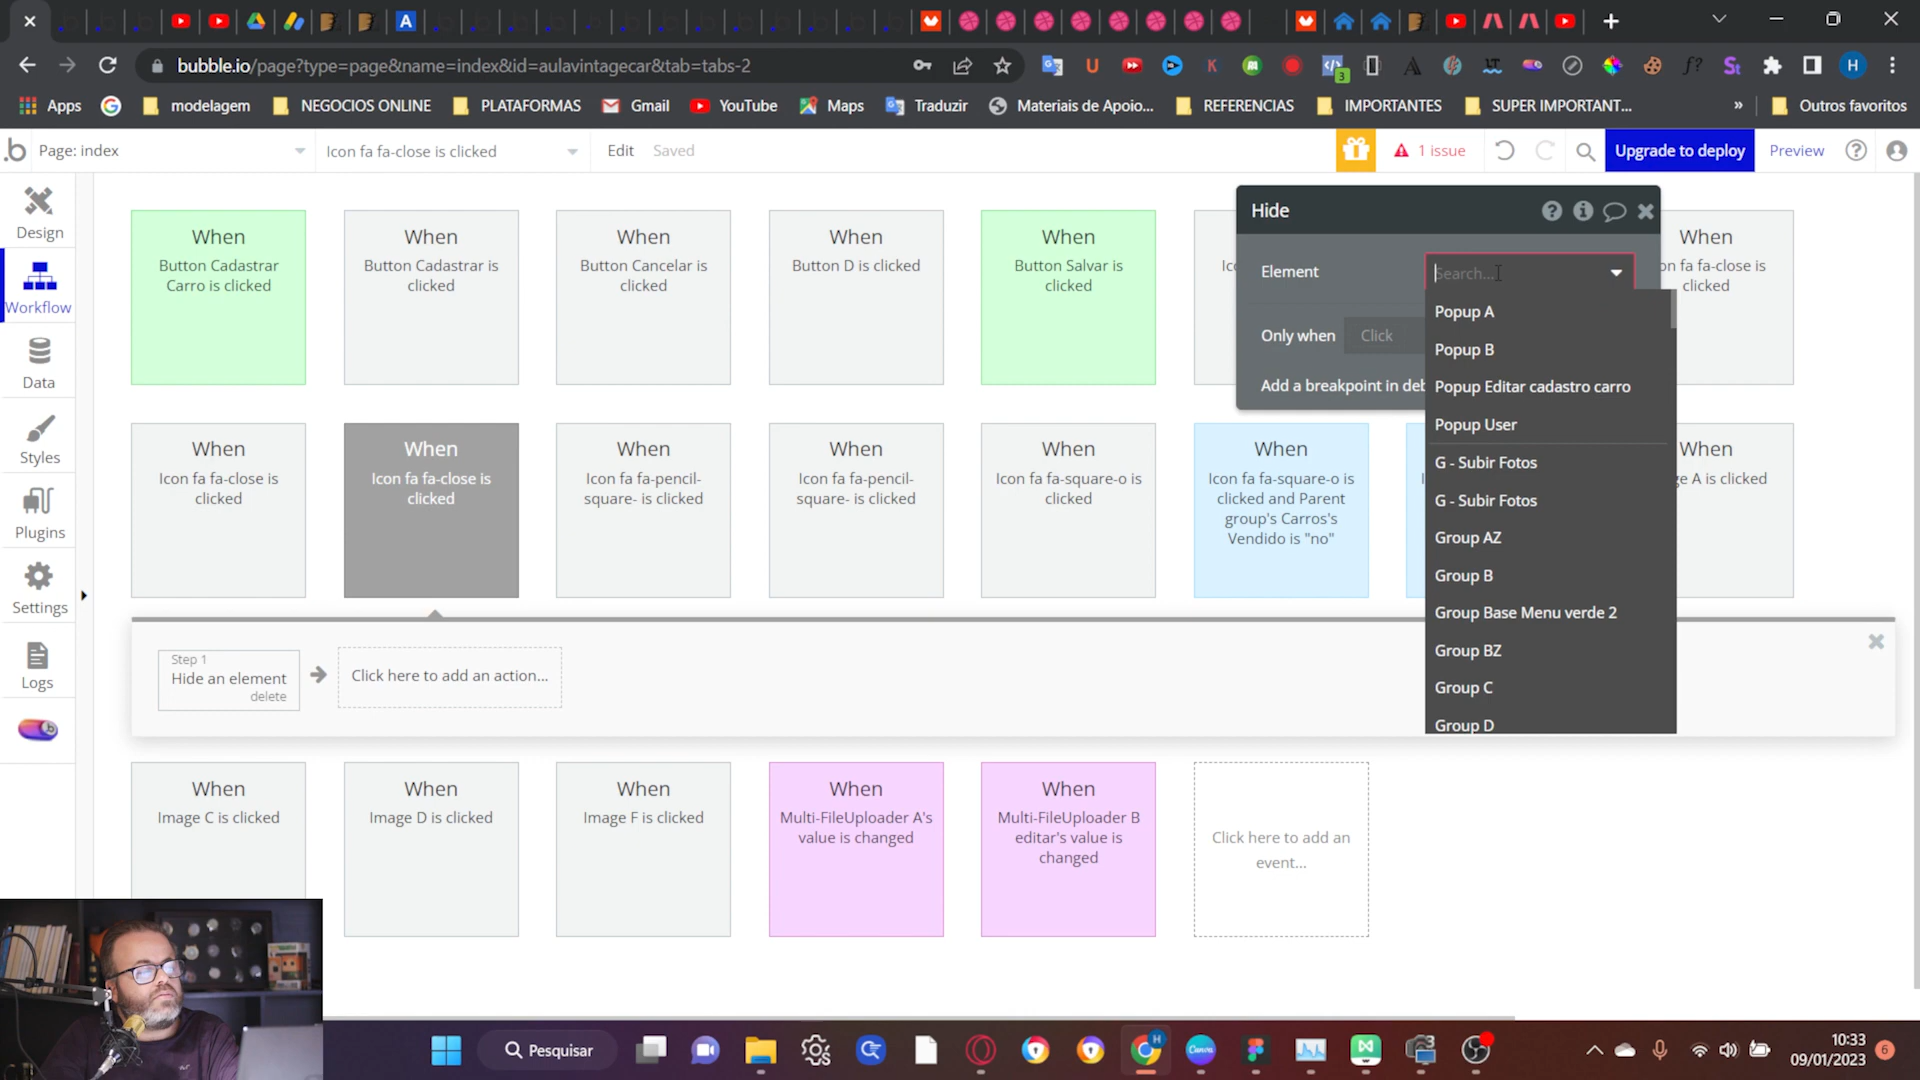 bubble.io/page?type=page&name=index&id=aulavintagecar&tab=tabs-2
Apps
modelagem
NEGOCIOS ONLINE
PLATAFORMAS
Gmail
YouTube
Maps
Traduzir
Materiais de Apoio...
REFERENCIAS
IMPORTANTES
SUPER IMPORTANT...
»
Outros favoritos
Page: index
Icon fa fa-close is clicked
Edit
Saved
1 issue
Upgrade to deploy
Preview
Design
Workflow
Data
Styles
Plugins
Settings
Logs
When
Button Cadastrar
Carro is clicked
When
Button Cadastrar is
clicked
When
Button Cancelar is
clicked
When
Button D is clicked
When
Button Salvar is
clicked
When
on fa fa-close is
clicked
Hide
Element
Search...
Only when
Click
Add a breakpoint in deb
Popup A
Popup B
Popup Editar cadastro carro
Popup User
G - Subir Fotos
G - Subir Fotos
Group AZ
Group B
Group Base Menu verde 2
Group BZ
Group C
Group D
When
Icon fa fa-close is
clicked
When
Icon fa fa-close is
clicked
When
Icon fa fa-pencil-
square- is clicked
When
Icon fa fa-pencil-
square- is clicked
When
Icon fa fa-square-o is
clicked
When
Icon fa fa-square-o is
clicked and Parent
group's Carros's
Vendido is "no"
When
e A is clicked
Step 1
Hide an element
delete
Click here to add an action...
When
Image C is clicked
When
Image D is clicked
When
Image F is clicked
When
Multi-FileUploader A's
value is changed
When
Multi-FileUploader B
editar's value is
changed
Click here to add an
event...
Pesquisar
10:33
09/01/2023
6